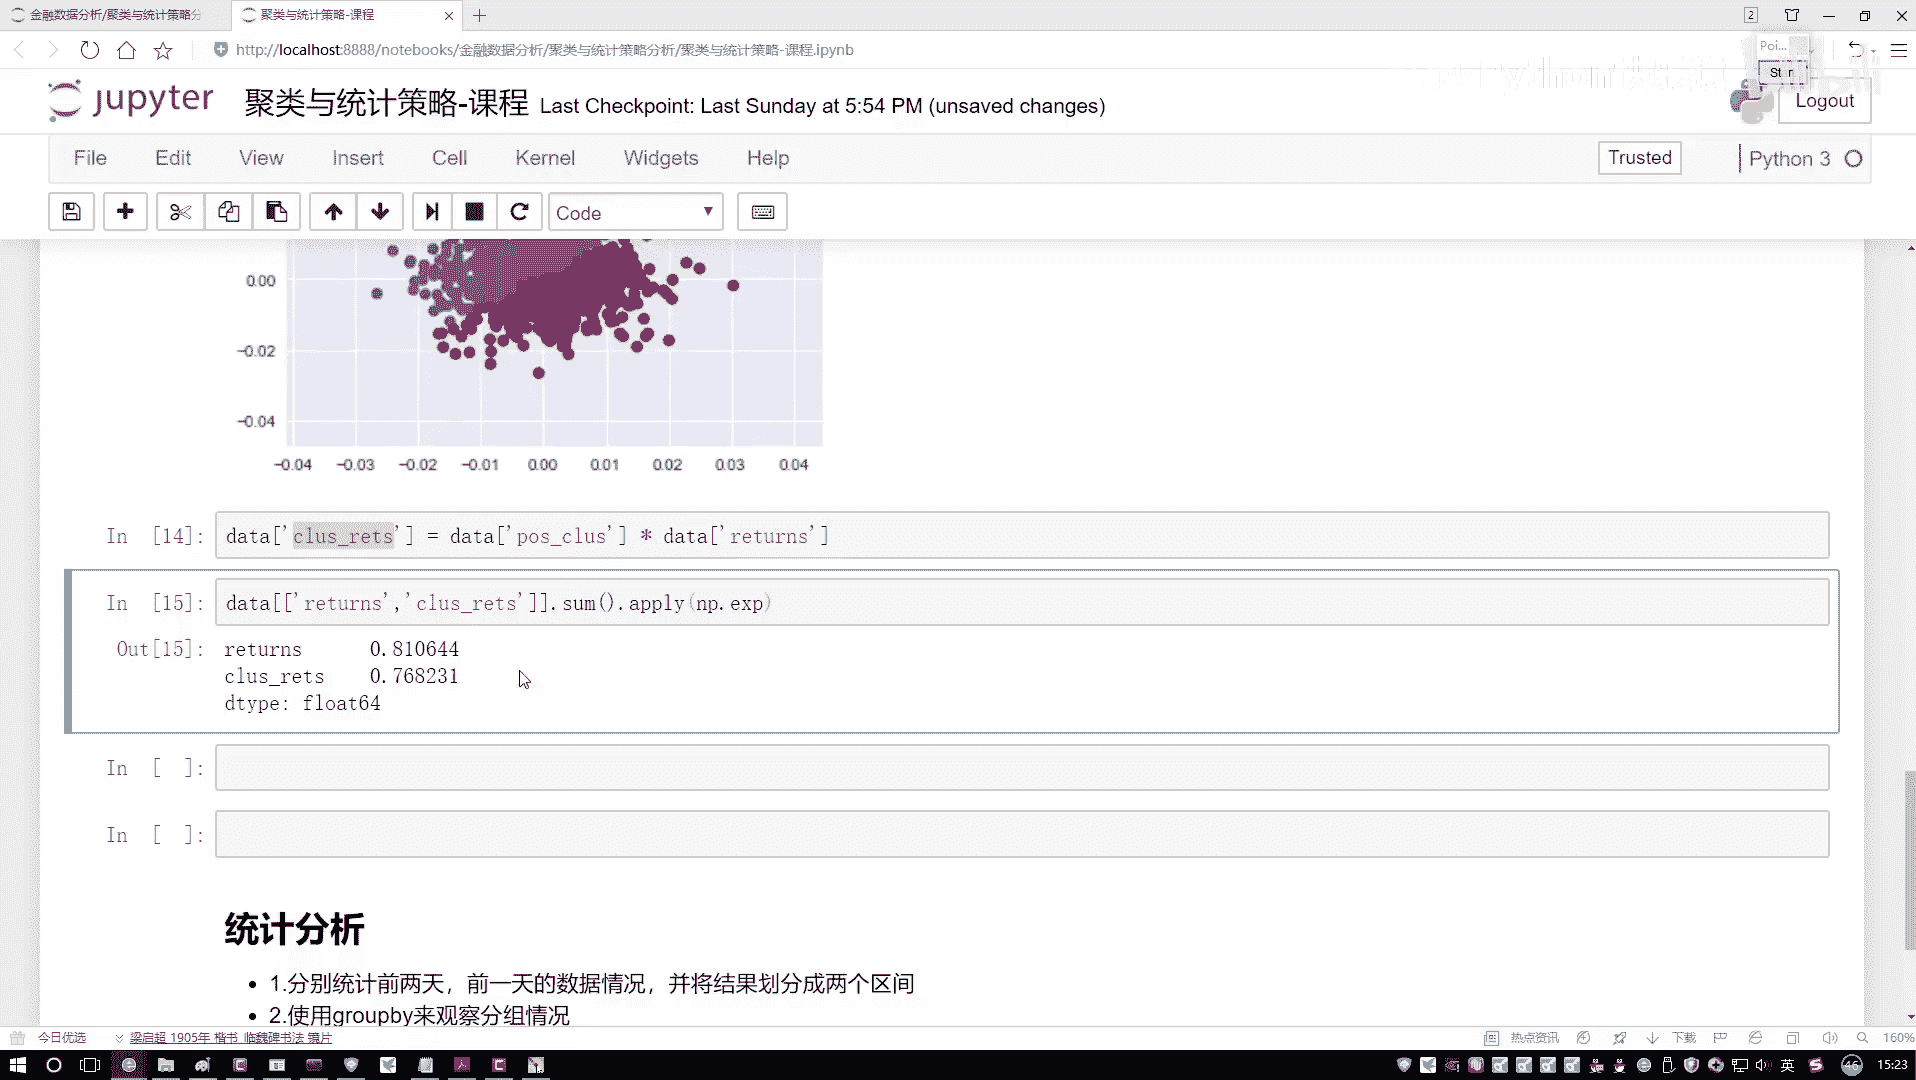 金融数据分析/聚类与统计策略分
聚类与统计策略-课程
2
http://localhost:8888/notebooks/金融数据分析/聚类与统计策略分析/聚类与统计策略-课程.ipynb
Poi...
jupyter 聚类与统计策略-课程 Last Checkpoint: Last Sunday at 5:54 PM (unsaved changes)
Logout
File Edit View Insert Cell Kernel Widgets Help
Trusted
Python 3
Code
0.00
−0.02
−0.04
−0.04 −0.03 −0.02 −0.01 0.00 0.01 0.02 0.03 0.04
In [14]: data['clus_rets'] = data['pos_clus'] * data['returns']
In [15]: data[['returns','clus_rets']].sum().apply(np.exp)
Out[15]: returns 0.810644
clus_rets 0.768231
dtype: float64
In [ ]:
In [ ]:
统计分析
1.分别统计前两天，前一天的数据情况，并将结果划分成两个区间
2.使用groupby来观察分组情况
今日优选
梁启超 1905年 楷书 临魏碑书法 镜片
热点资讯
下载
160%
英
46
15:23